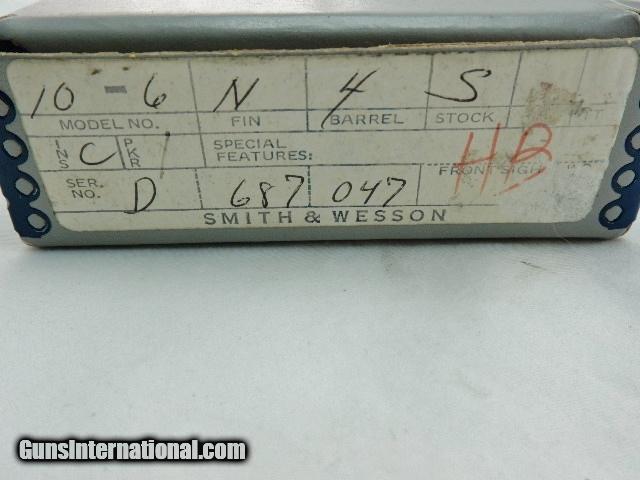 10-6 N 4 S
MODEL NO. FIN BARREL STOCK
INS C PKR SPECIAL FEATURES:
HB
FRONT SIGHT
SER. NO. D 687 047
SMITH & WESSON
GunsInternational.com